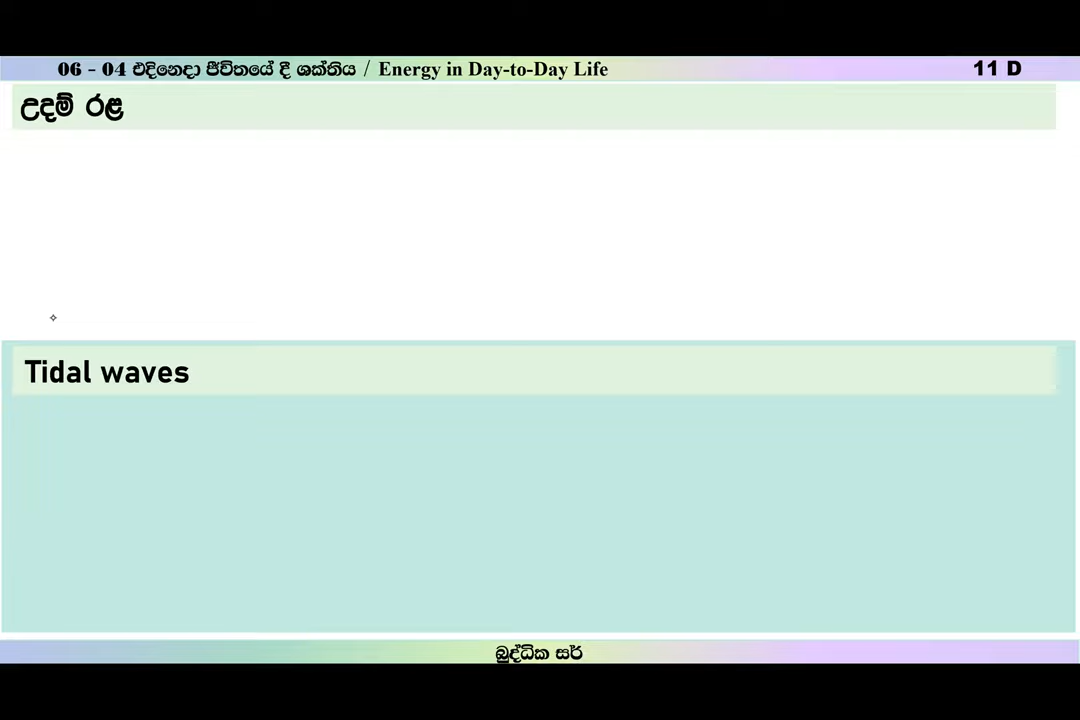 06 - 04 එදිනෙදා ජීවිතයේ දී ශක්තිය / Energy in Day-to-Day Life
11 D
උදම් රළ
Tidal waves
බුද්ධික සර්